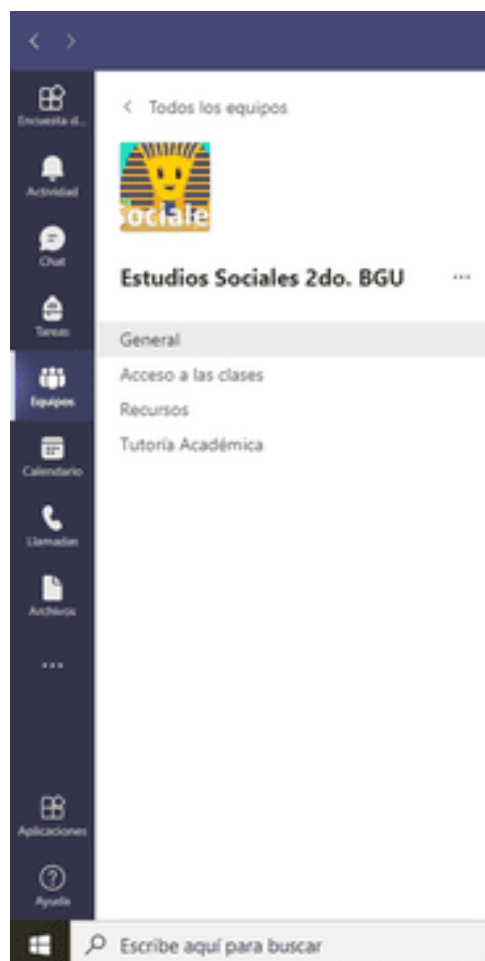 Encuesta d...
Actividad
Chat
Tareas
Equipos
Calendario
Llamadas
Archivos
...
Aplicaciones
Ayuda
Todos los equipos
Sociale
Estudios Sociales 2do. BGU ...
General
Acceso a las clases
Recursos
Tutoría Académica
Escribe aquí para buscar